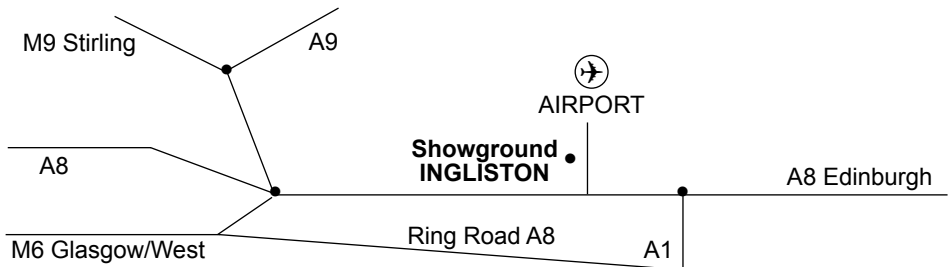 M9 Stirling
A9
AIRPORT
A8
Showground
INGLISTON
A8 Edinburgh
M6 Glasgow/West
Ring Road A8
A1